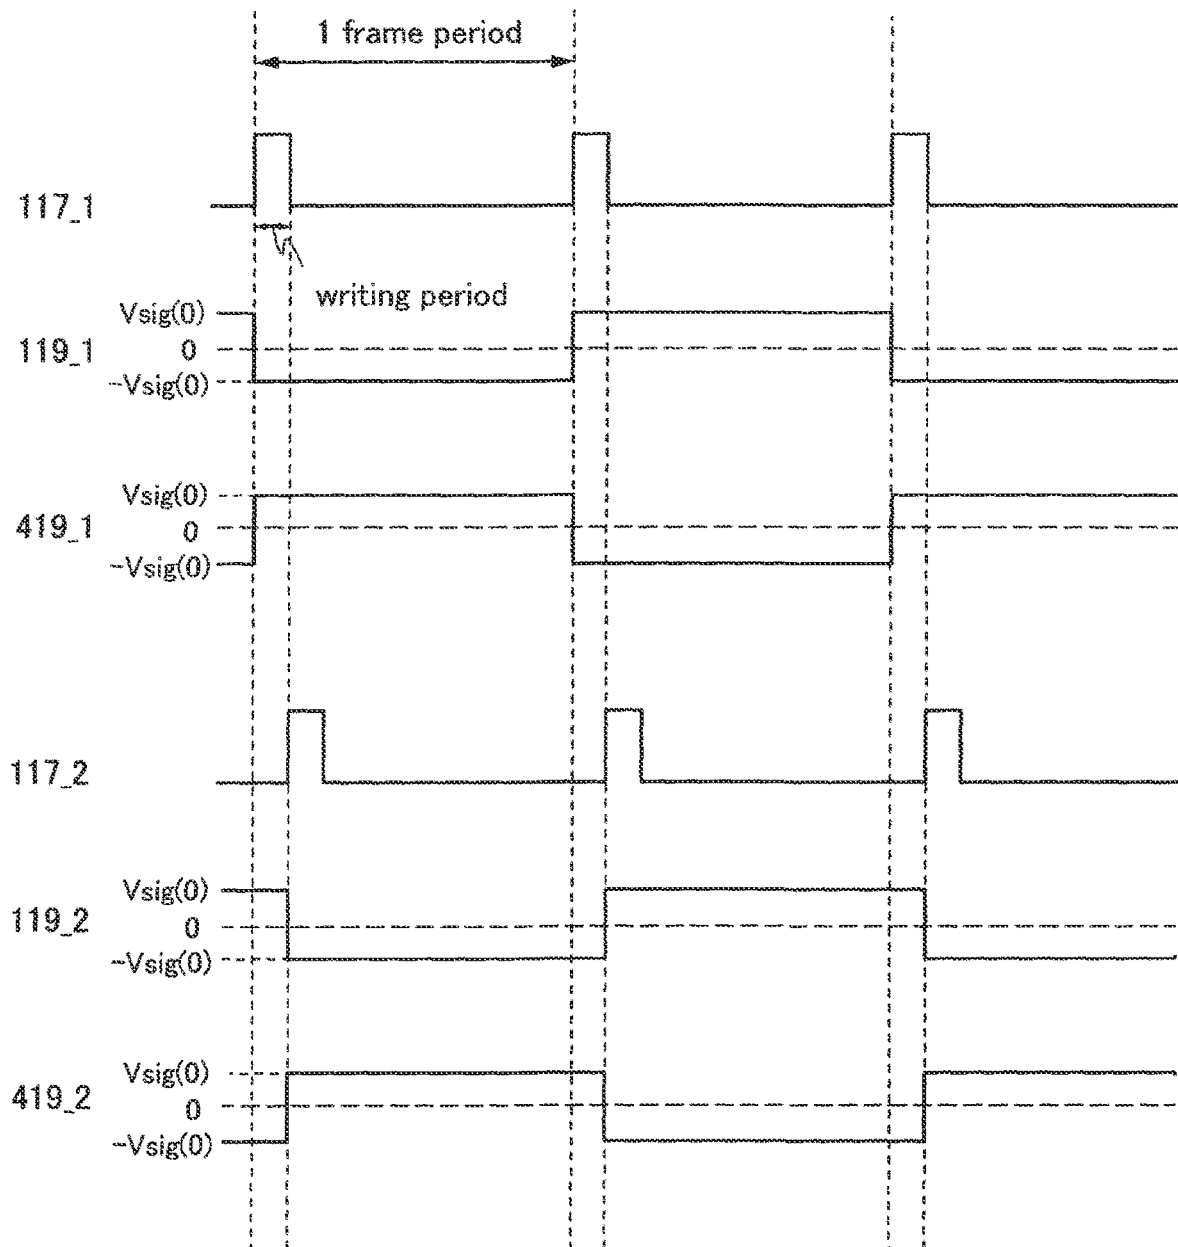 1 frame period
117_1
writing period
Vsig(0)
119_1
0
-Vsig(0)
Vsig(0)
419_1
0
-Vsig(0)
117_2
Vsig(0)
119_2
0
-Vsig(0)
Vsig(0)
419_2
0
-Vsig(0)